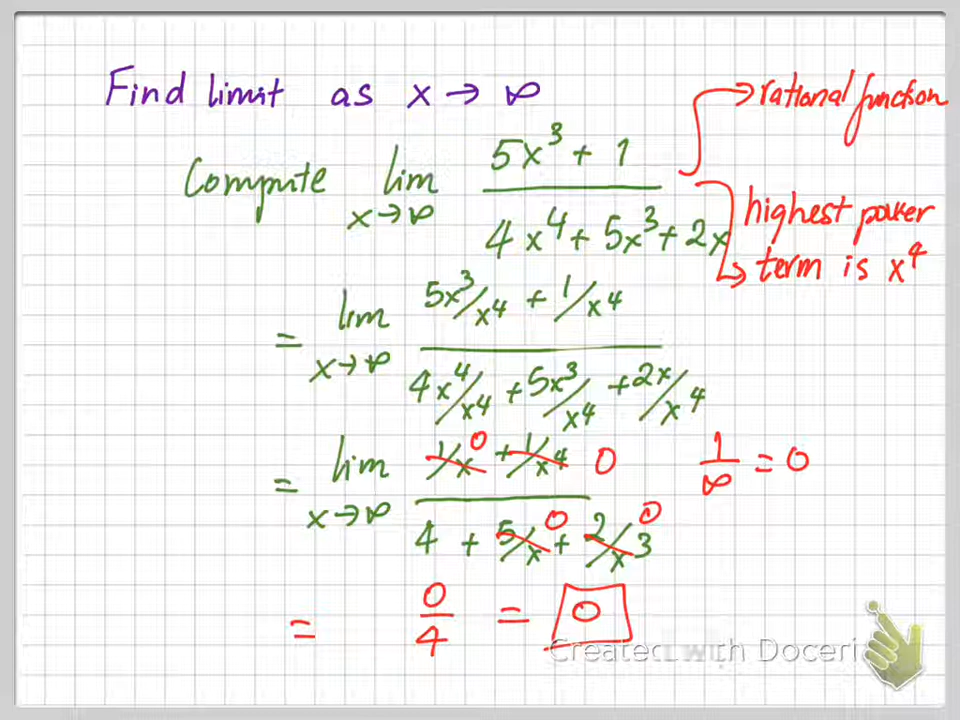 Find limit as x → ∞
→ rational function
Compute lim x→∞ (5x³ + 1) / (4x⁴ + 5x³ + 2x)
highest power
→ term is x⁴
= lim x→∞ (5x³/x⁴ + 1/x⁴) / (4x⁴/x⁴ + 5x³/x⁴ + 2x/x⁴)
= lim x→∞ (1/x 0 + 1/x⁴ 0) / (4 + 5/x 0 + 2/x³ 0) 1/∞ = 0
= 0/4 = 0
Created with Doceri